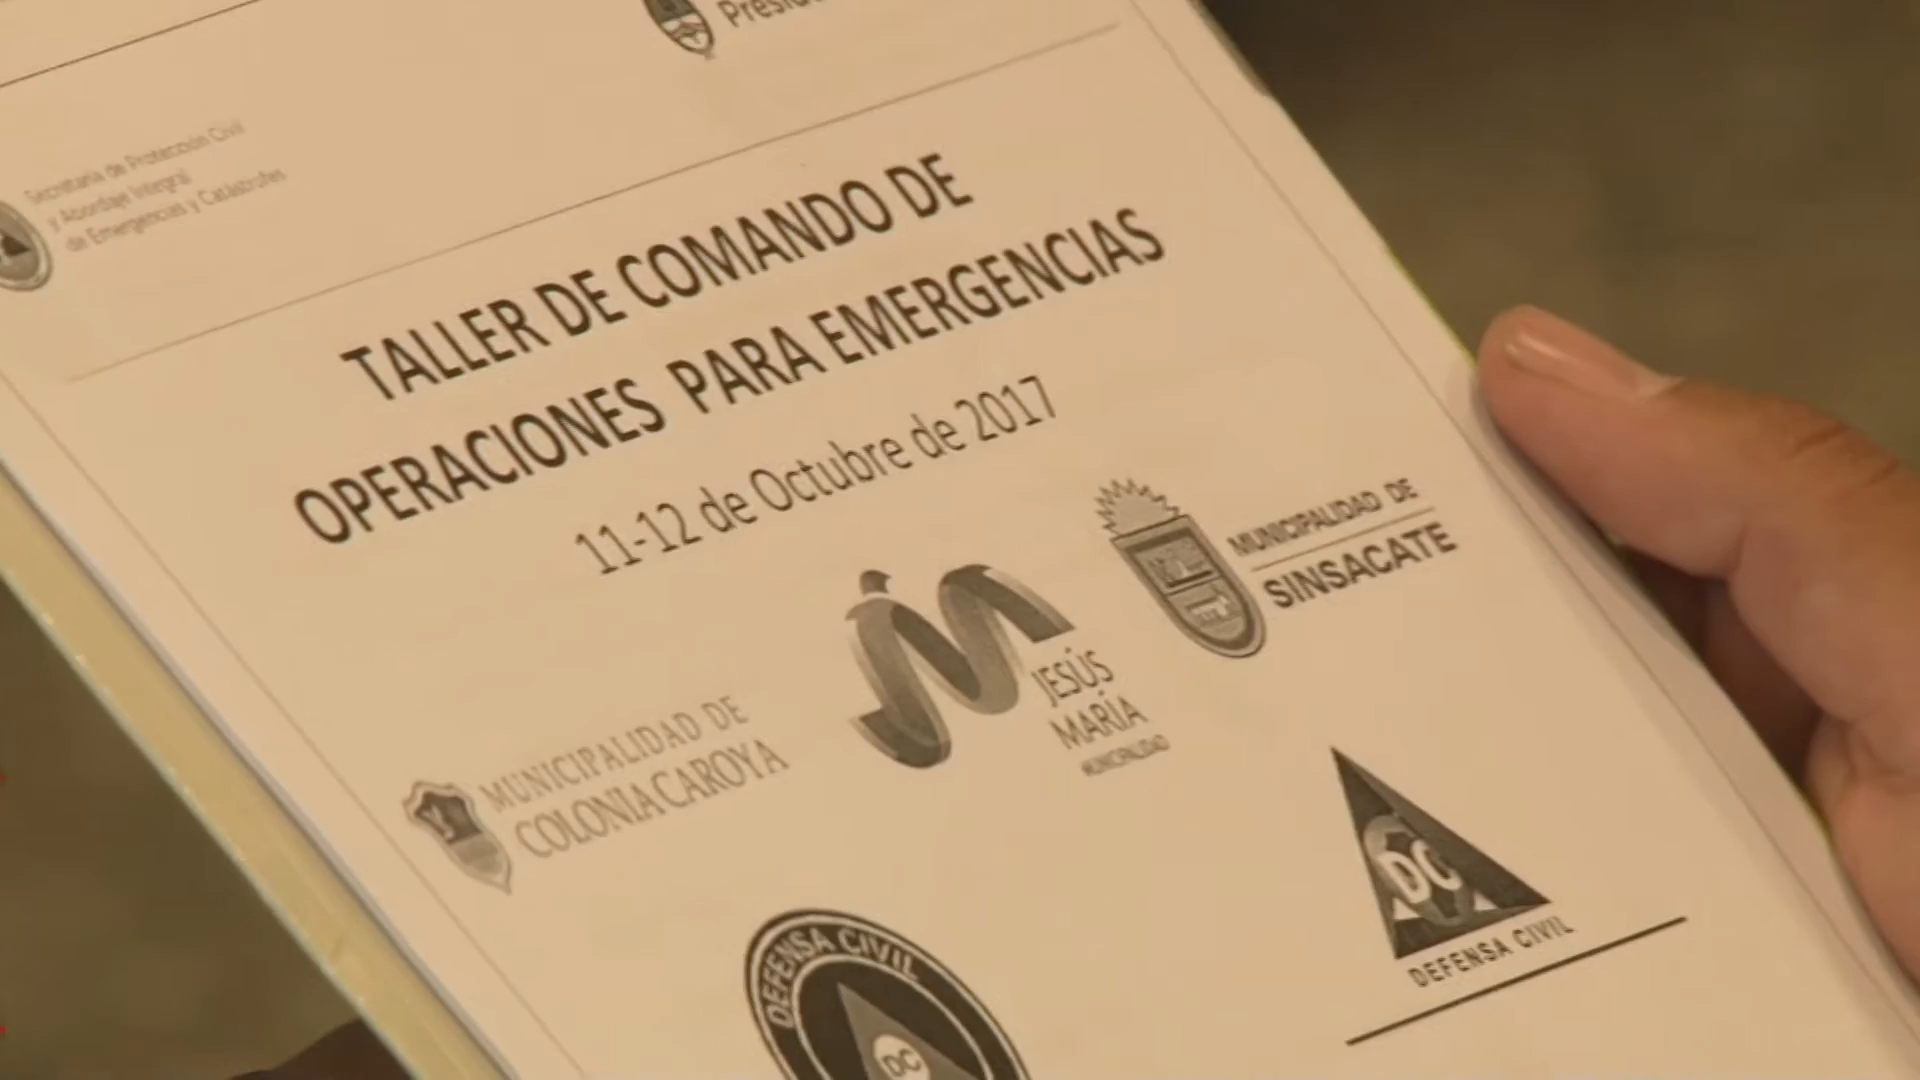 Secretaría de Protección Civil
y Abordaje Integral
de Emergencias y Catástrofes
TALLER DE COMANDO DE
OPERACIONES PARA EMERGENCIAS
11-12 de Octubre de 2017
MUNICIPALIDAD DE
SINSACATE
JESÚS
MARÍA
MUNICIPALIDAD
MUNICIPALIDAD DE
COLONIA CAROYA
DC
DEFENSA CIVIL
DEFENSA CIVIL
DC